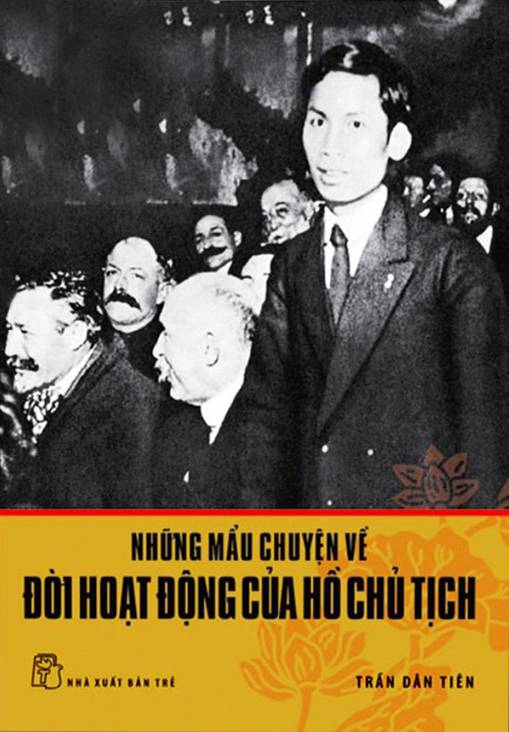 NHỮNG MẨU CHUYỆN VỀ
ĐỜI HOẠT ĐỘNG CỦA HỒ CHỦ TỊCH
NHÀ XUẤT BẢN TRẺ
TRẦN DÂN TIÊN